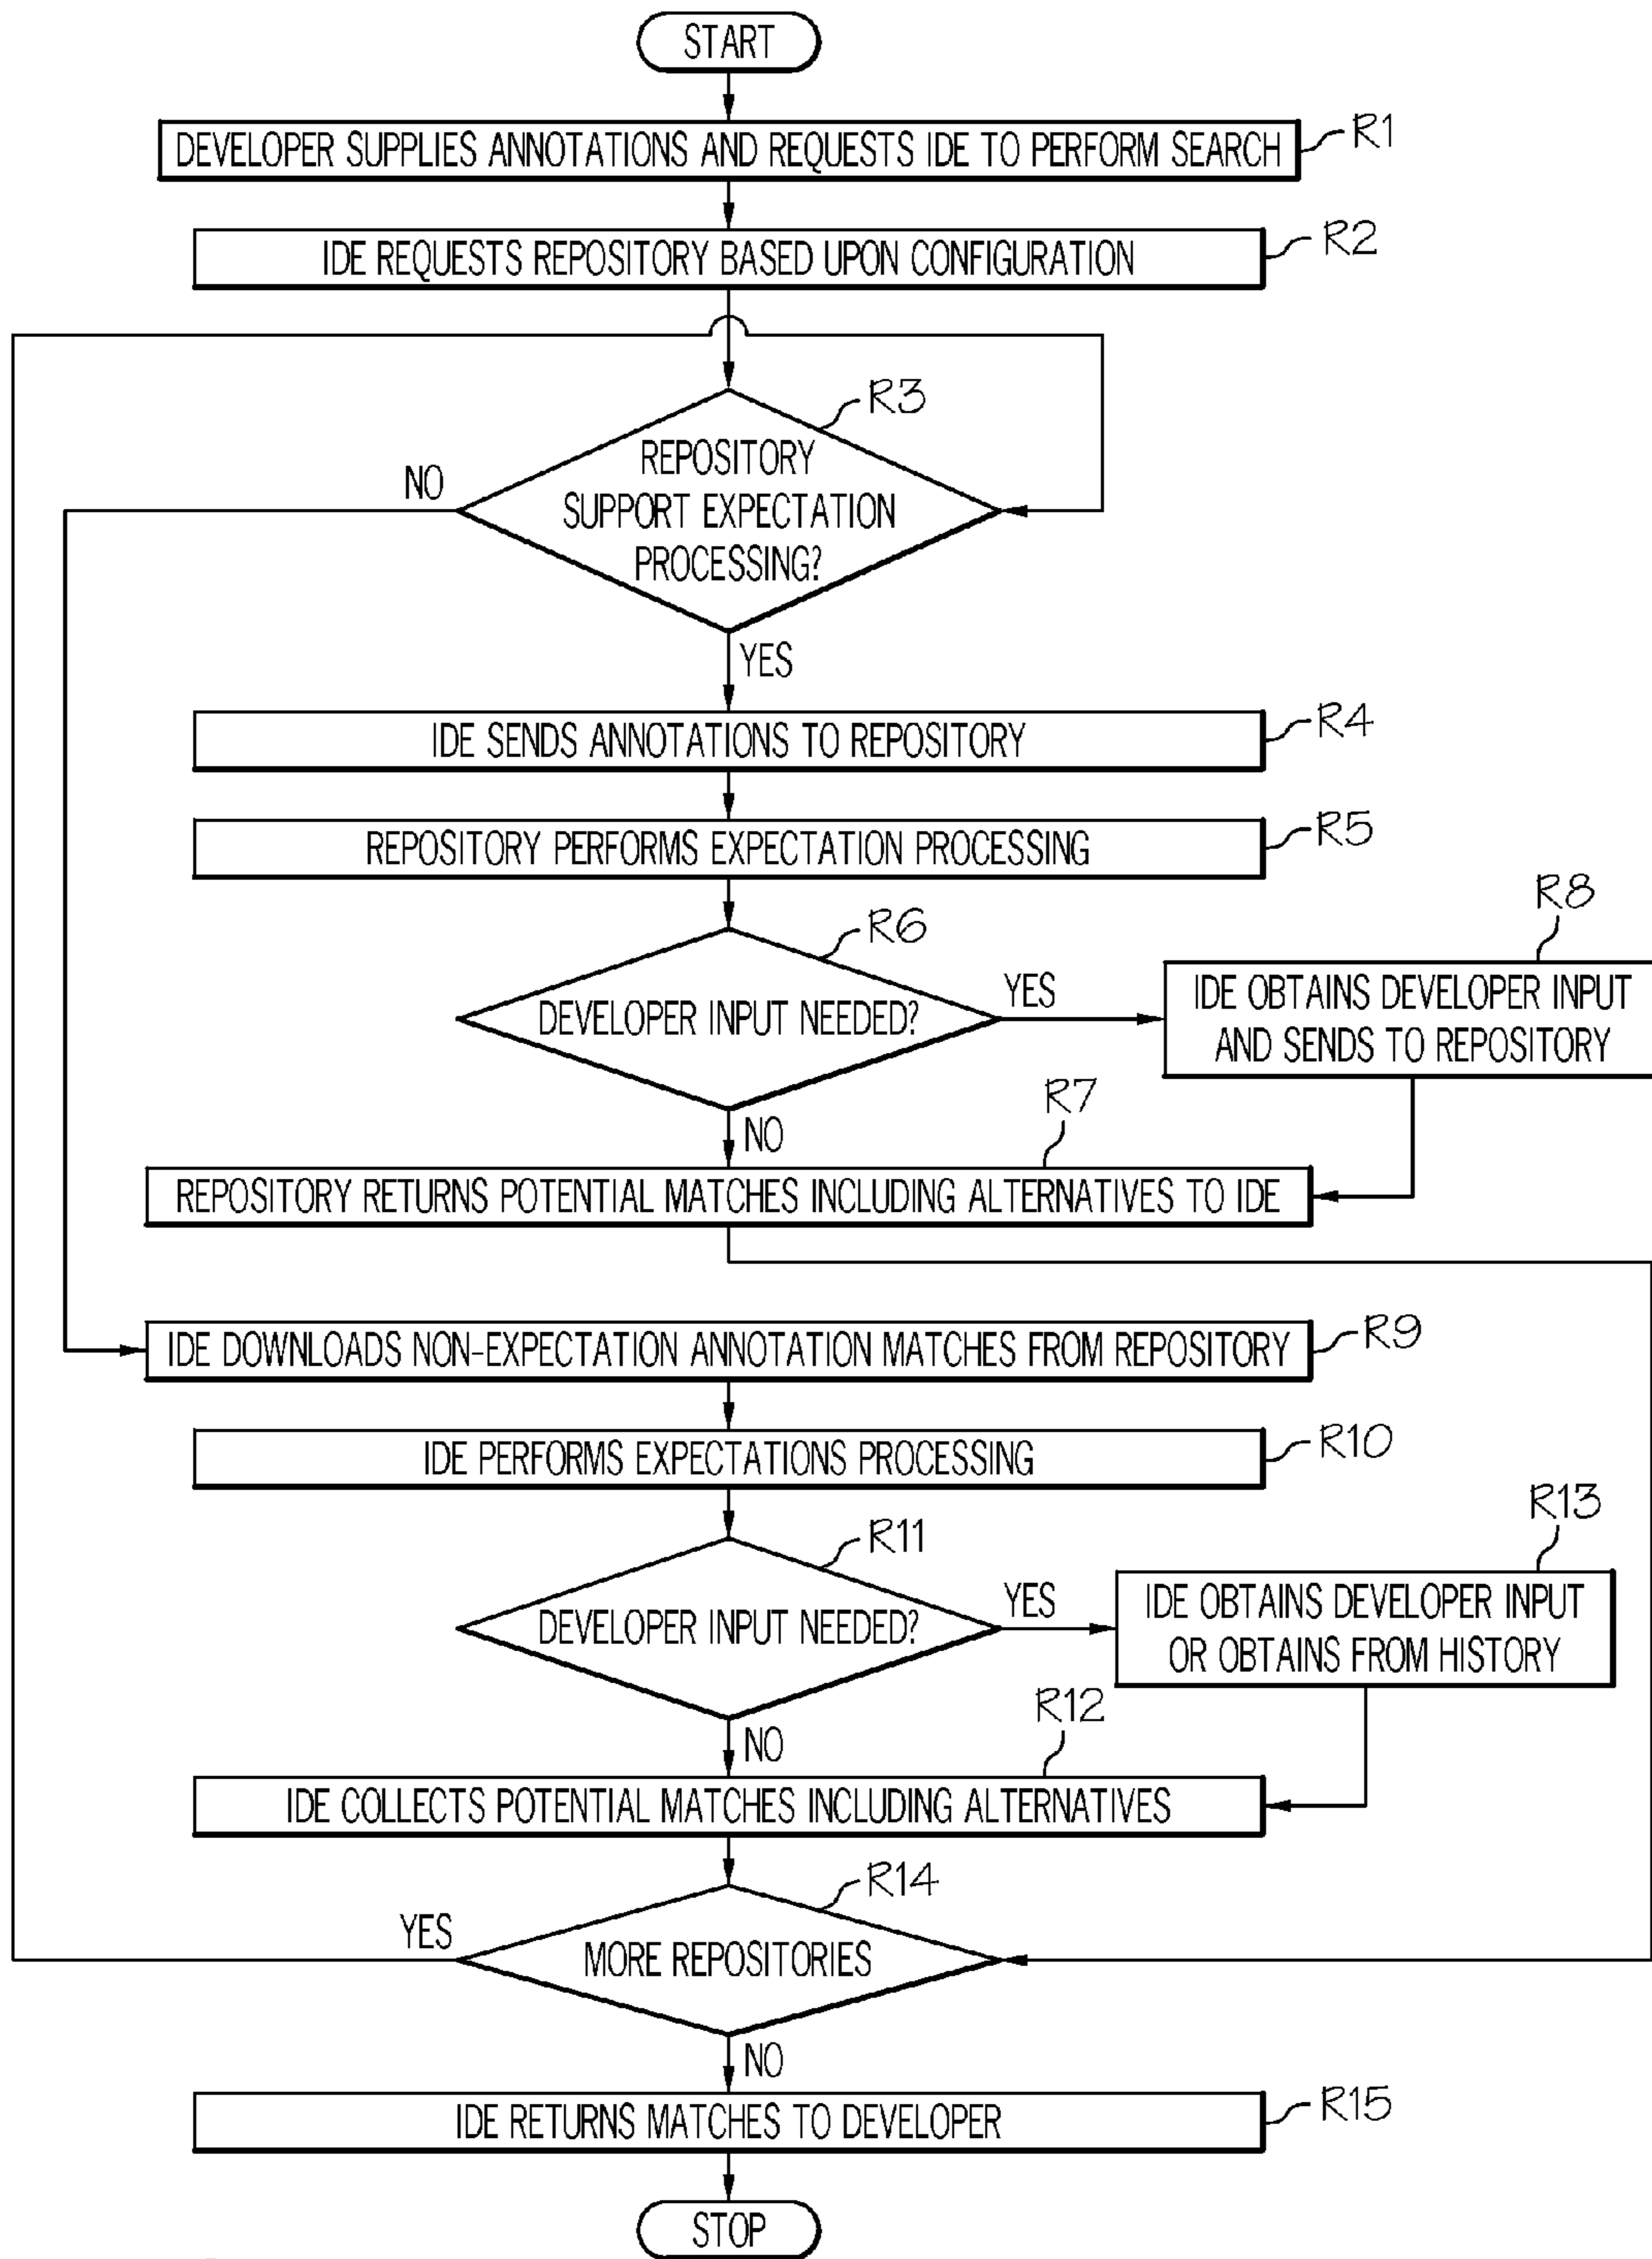 START
DEVELOPER SUPPLIES ANNOTATIONS AND REQUESTS IDE TO PERFORM SEARCH
R1
IDE REQUESTS REPOSITORY BASED UPON CONFIGURATION
R2
R3
REPOSITORY
SUPPORT EXPECTATION
PROCESSING?
NO
YES
IDE SENDS ANNOTATIONS TO REPOSITORY
R4
REPOSITORY PERFORMS EXPECTATION PROCESSING
R5
R6
DEVELOPER INPUT NEEDED?
YES
R8
IDE OBTAINS DEVELOPER INPUT
AND SENDS TO REPOSITORY
NO
R7
REPOSITORY RETURNS POTENTIAL MATCHES INCLUDING ALTERNATIVES TO IDE
IDE DOWNLOADS NON-EXPECTATION ANNOTATION MATCHES FROM REPOSITORY
R9
IDE PERFORMS EXPECTATIONS PROCESSING
R10
R11
DEVELOPER INPUT NEEDED?
YES
R13
IDE OBTAINS DEVELOPER INPUT
OR OBTAINS FROM HISTORY
NO
R12
IDE COLLECTS POTENTIAL MATCHES INCLUDING ALTERNATIVES
R14
YES
MORE REPOSITORIES
NO
IDE RETURNS MATCHES TO DEVELOPER
R15
STOP